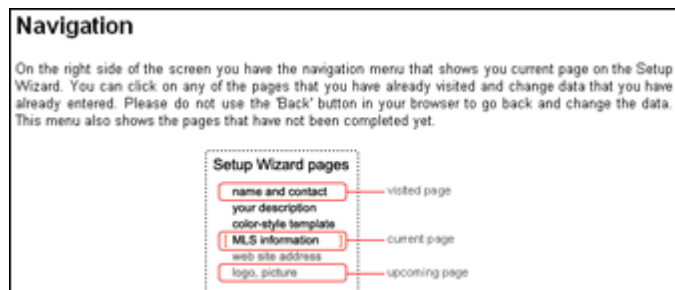 Navigation
On the right side of the screen you have the navigation menu that shows you current page on the Setup
Wizard. You can click on any of the pages that you have already visited and change data that you have
already entered. Please do not use the 'Back' button in your browser to go back and change the data.
This menu also shows the pages that have not been completed yet.
Setup Wizard pages
name and contact visited page
your description
color-style template
[ MLS information ] current page
web site address
logo, picture upcoming page